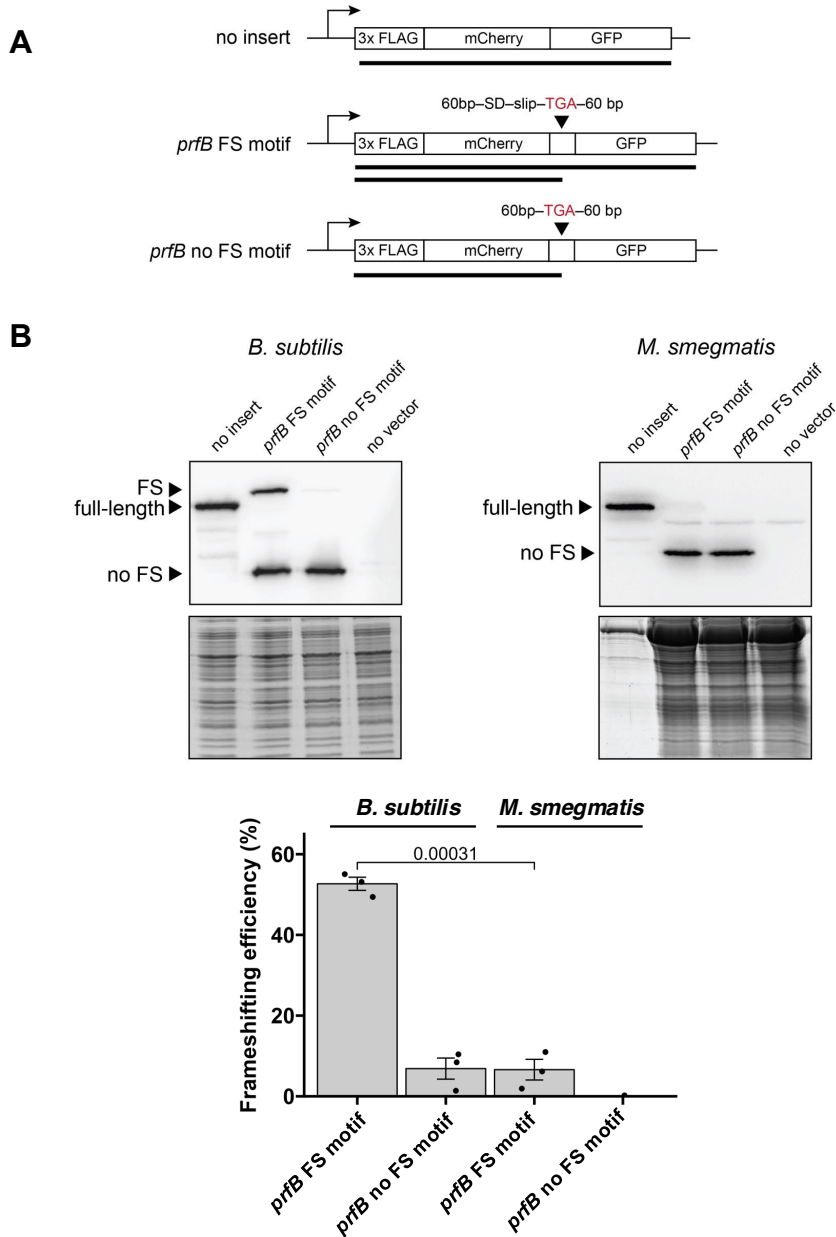 A
no insert
3x FLAG mCherry GFP
60bp–SD–slip–TGA–60 bp
prfB FS motif
3x FLAG mCherry GFP
60bp–TGA–60 bp
prfB no FS motif
3x FLAG mCherry GFP
B
B. subtilis
M. smegmatis
no insert
prfB FS motif
prfB no FS motif
no vector
no insert
prfB FS motif
prfB no FS motif
no vector
FS
full-length
no FS
full-length
no FS
B. subtilis
M. smegmatis
Frameshifting efficiency (%)
60
40
20
0
0.00031
prfB FS motif
prfB no FS motif
prfB FS motif
prfB no FS motif